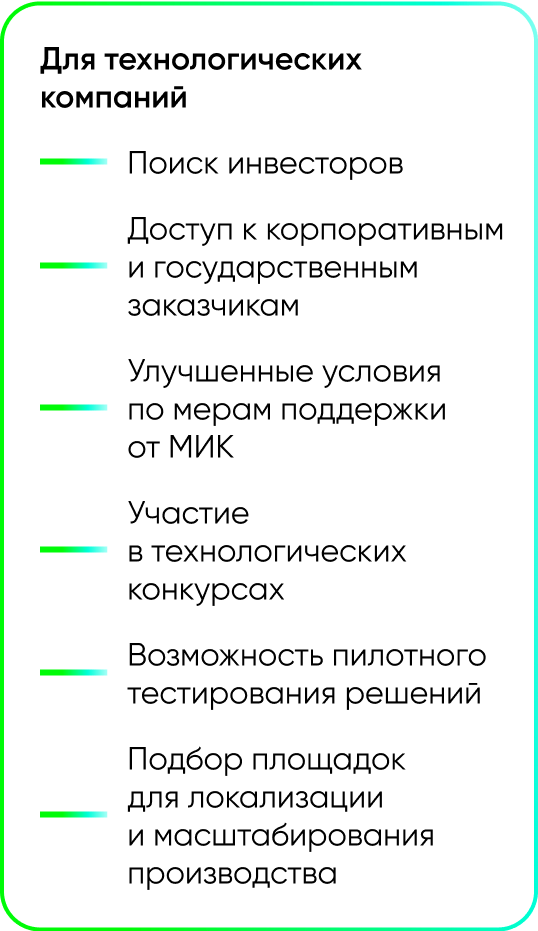 Для технологических
компаний
Поиск инвесторов
Доступ к корпоративным
и государственным
заказчикам
Улучшенные условия
по мерам поддержки
от МИК
Участие
в технологических
конкурсах
Возможность пилотного
тестирования решений
Подбор площадок
для локализации
и масштабирования
производства